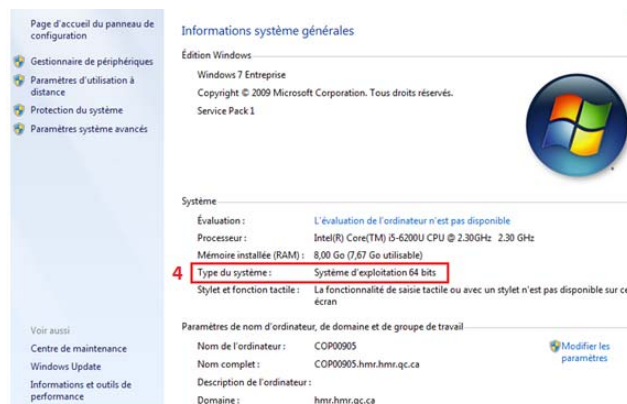 Page d'accueil du panneau de
configuration
Gestionnaire de périphériques
Paramètres d'utilisation à
distance
Protection du système
Paramètres système avancés
Voir aussi
Centre de maintenance
Windows Update
Informations et outils de
performance
Informations système générales
Édition Windows
Windows 7 Entreprise
Copyright © 2009 Microsoft Corporation. Tous droits réservés.
Service Pack 1
Système
Évaluation : L'évaluation de l'ordinateur n'est pas disponible
Processeur : Intel(R) Core(TM) i5-6200U CPU @ 2.30GHz 2.30 GHz
Mémoire installée (RAM) : 8,00 Go (7,67 Go utilisable)
4 Type du système : Système d'exploitation 64 bits
Stylet et fonction tactile : La fonctionnalité de saisie tactile ou avec un stylet n'est pas disponible sur ce
écran
Paramètres de nom d'ordinateur, de domaine et de groupe de travail
Nom de l'ordinateur : COP00905
Modifier les
paramètres
Nom complet : COP00905.hmr.hmr.qc.ca
Description de l'ordinateur :
Domaine : hmr.hmr.qc.ca